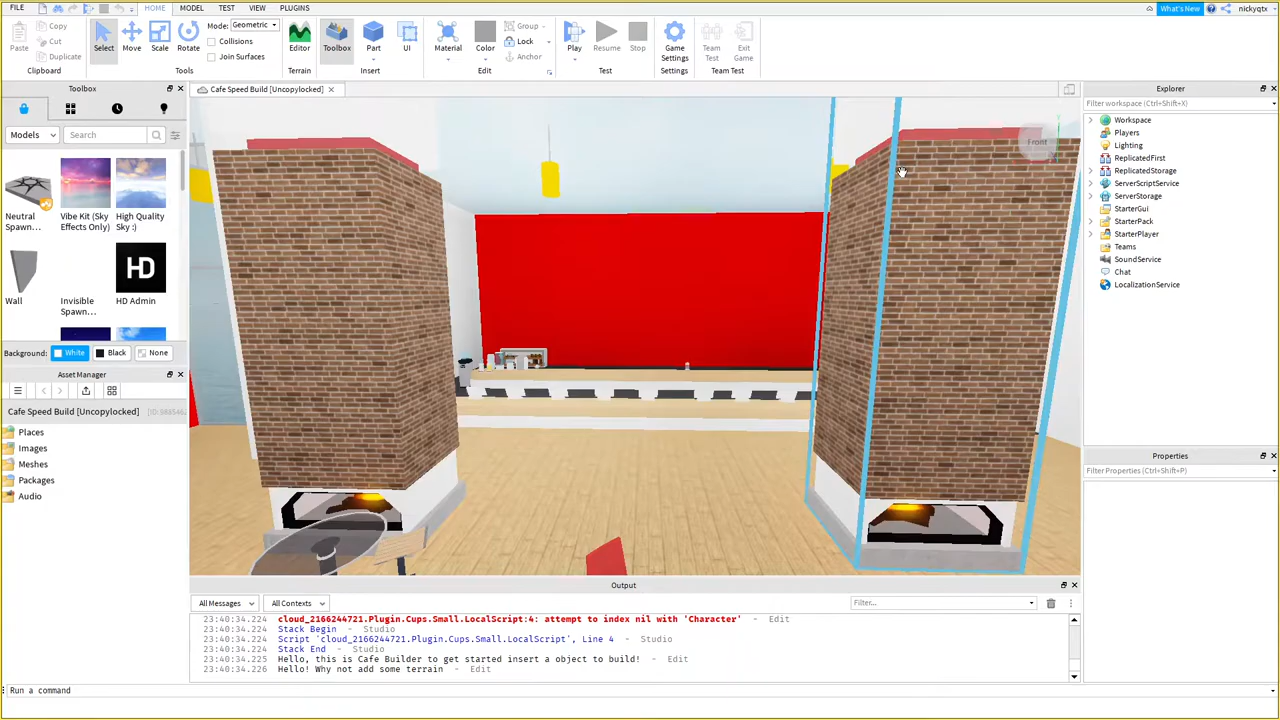 FILE HOME MODEL TEST VIEW PLUGINS What's New nickyqtx
Paste Copy Cut Duplicate Select Move Scale Rotate Mode: Geometric Collisions Join Surfaces Editor Toolbox Part UI Material Color Group Lock Anchor Play Resume Stop Game Settings Team Test Exit Game
Clipboard Tools Terrain Insert Edit Test Settings Team Test
Toolbox
Cafe Speed Build [Uncopylocked]
Explorer
Models Search
Filter workspace (Ctrl+Shift+X)
Workspace
Players
Lighting
ReplicatedFirst
ReplicatedStorage
ServerScriptService
ServerStorage
StarterGui
StarterPack
StarterPlayer
Teams
SoundService
Chat
LocalizationService
Front
Neutral Spawn...
Vibe Kit (Sky Effects Only)
High Quality Sky :)
HD
Wall
Invisible Spawn...
HD Admin
Background: White Black None
Asset Manager
Cafe Speed Build [Uncopylocked]
Places
Images
Meshes
Packages
Audio
Properties
Filter Properties (Ctrl+Shift+P)
Output
All Messages All Contexts Filter...
23:40:34.224 cloud_2166244721.Plugin.Cups.Small.LocalScript:4: attempt to index nil with 'Character' - Edit
23:40:34.224 Stack Begin - Studio
23:40:34.224 Script 'cloud_2166244721.Plugin.Cups.Small.LocalScript', Line 4 - Studio
23:40:34.224 Stack End - Studio
23:40:34.225 Hello, this is Cafe Builder to get started insert a object to build! - Edit
23:40:34.226 Hello! Why not add some terrain - Edit
Run a command